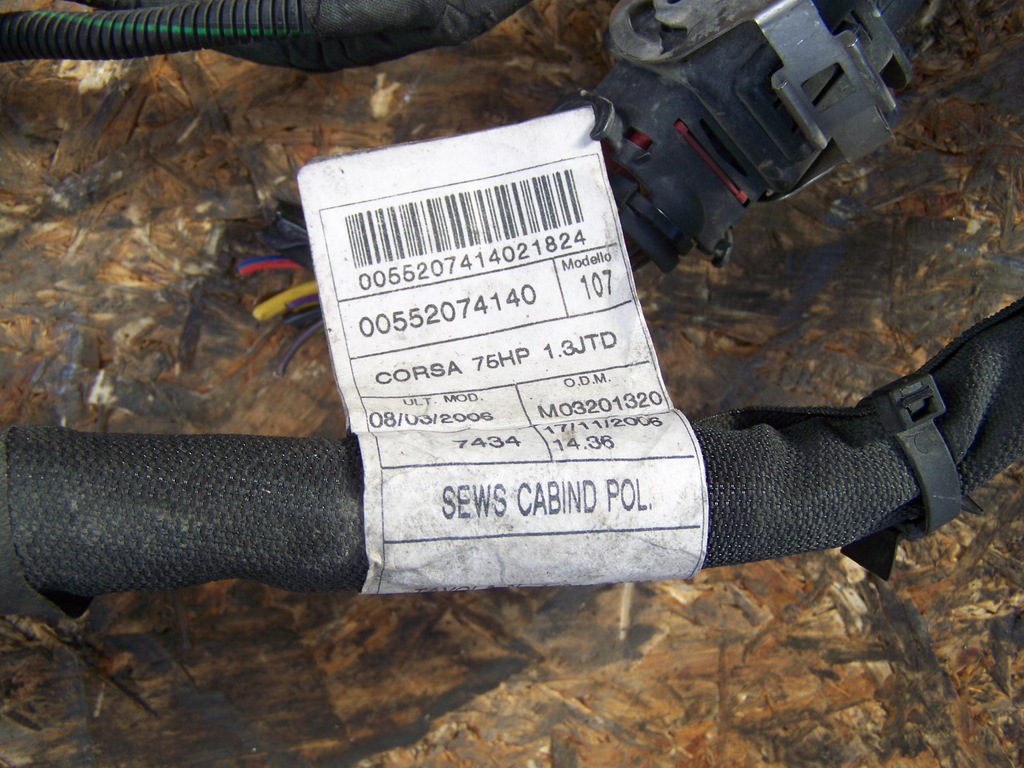 0055207414021824
00552074140
Modello
107
CORSA 75HP 1.3JTD
ULT. MOD.
08/03/2006
O.D.M.
M03201320
7434
17/11/2006
14.36
SEWS CABIND POL.